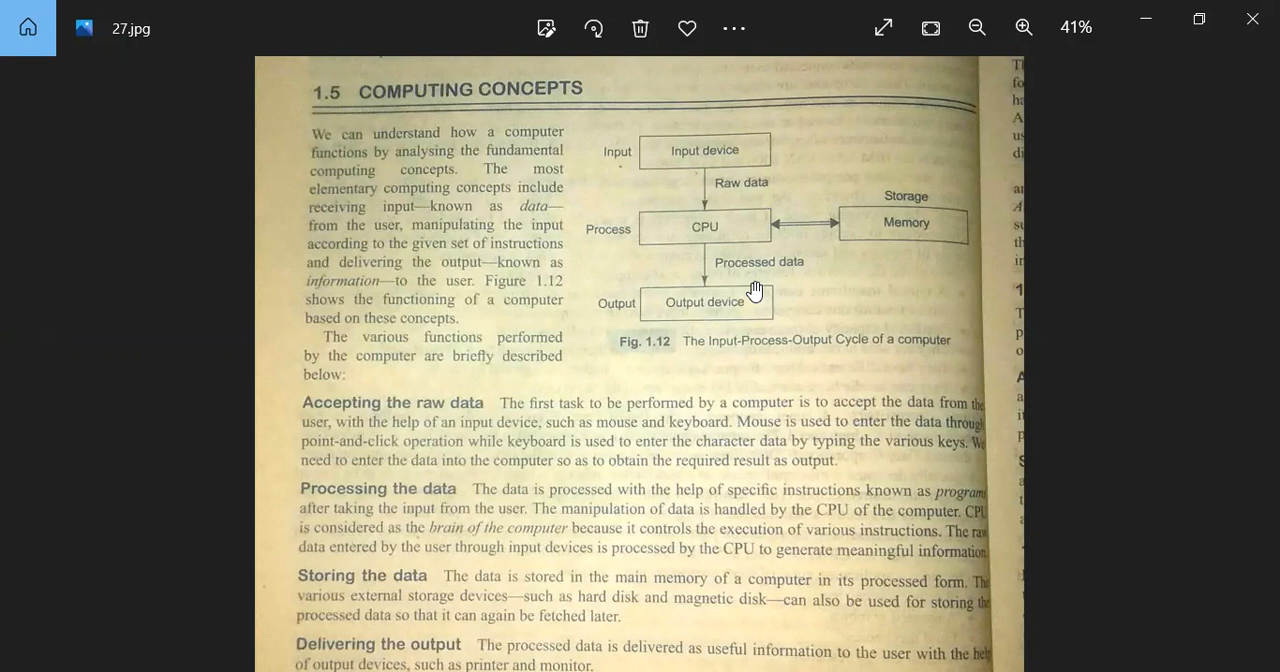 27.jpg
41%
1.5 COMPUTING CONCEPTS
We can understand how a computer
functions by analysing the fundamental
computing concepts. The most
elementary computing concepts include
receiving input—known as data—
from the user, manipulating the input
according to the given set of instructions
and delivering the output—known as
information—to the user. Figure 1.12
shows the functioning of a computer
based on these concepts.
The various functions performed
by the computer are briefly described
below:
Input
Input device
Raw data
Storage
Process
CPU
Memory
Processed data
Output
Output device
Fig. 1.12 The Input-Process-Output Cycle of a computer
Accepting the raw data The first task to be performed by a computer is to accept the data from the
user, with the help of an input device, such as mouse and keyboard. Mouse is used to enter the data through
point-and-click operation while keyboard is used to enter the character data by typing the various keys. We
need to enter the data into the computer so as to obtain the required result as output.
Processing the data The data is processed with the help of specific instructions known as programs
after taking the input from the user. The manipulation of data is handled by the CPU of the computer. CPU
is considered as the brain of the computer because it controls the execution of various instructions. The raw
data entered by the user through input devices is processed by the CPU to generate meaningful information.
Storing the data The data is stored in the main memory of a computer in its processed form. The
various external storage devices—such as hard disk and magnetic disk—can also be used for storing the
processed data so that it can again be fetched later.
Delivering the output The processed data is delivered as useful information to the user with the help
of output devices, such as printer and monitor.